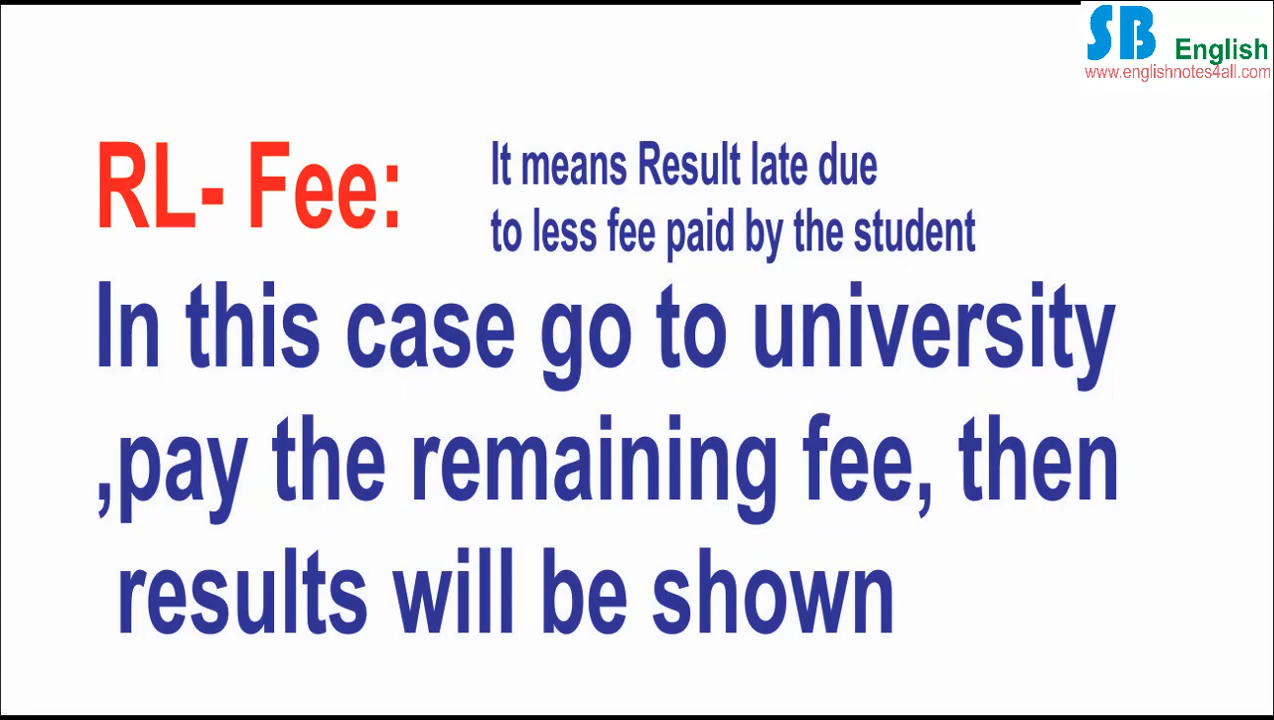 SB English
www.englishnotes4all.com
RL- Fee:
It means Result late due
to less fee paid by the student
In this case go to university
,pay the remaining fee, then
results will be shown